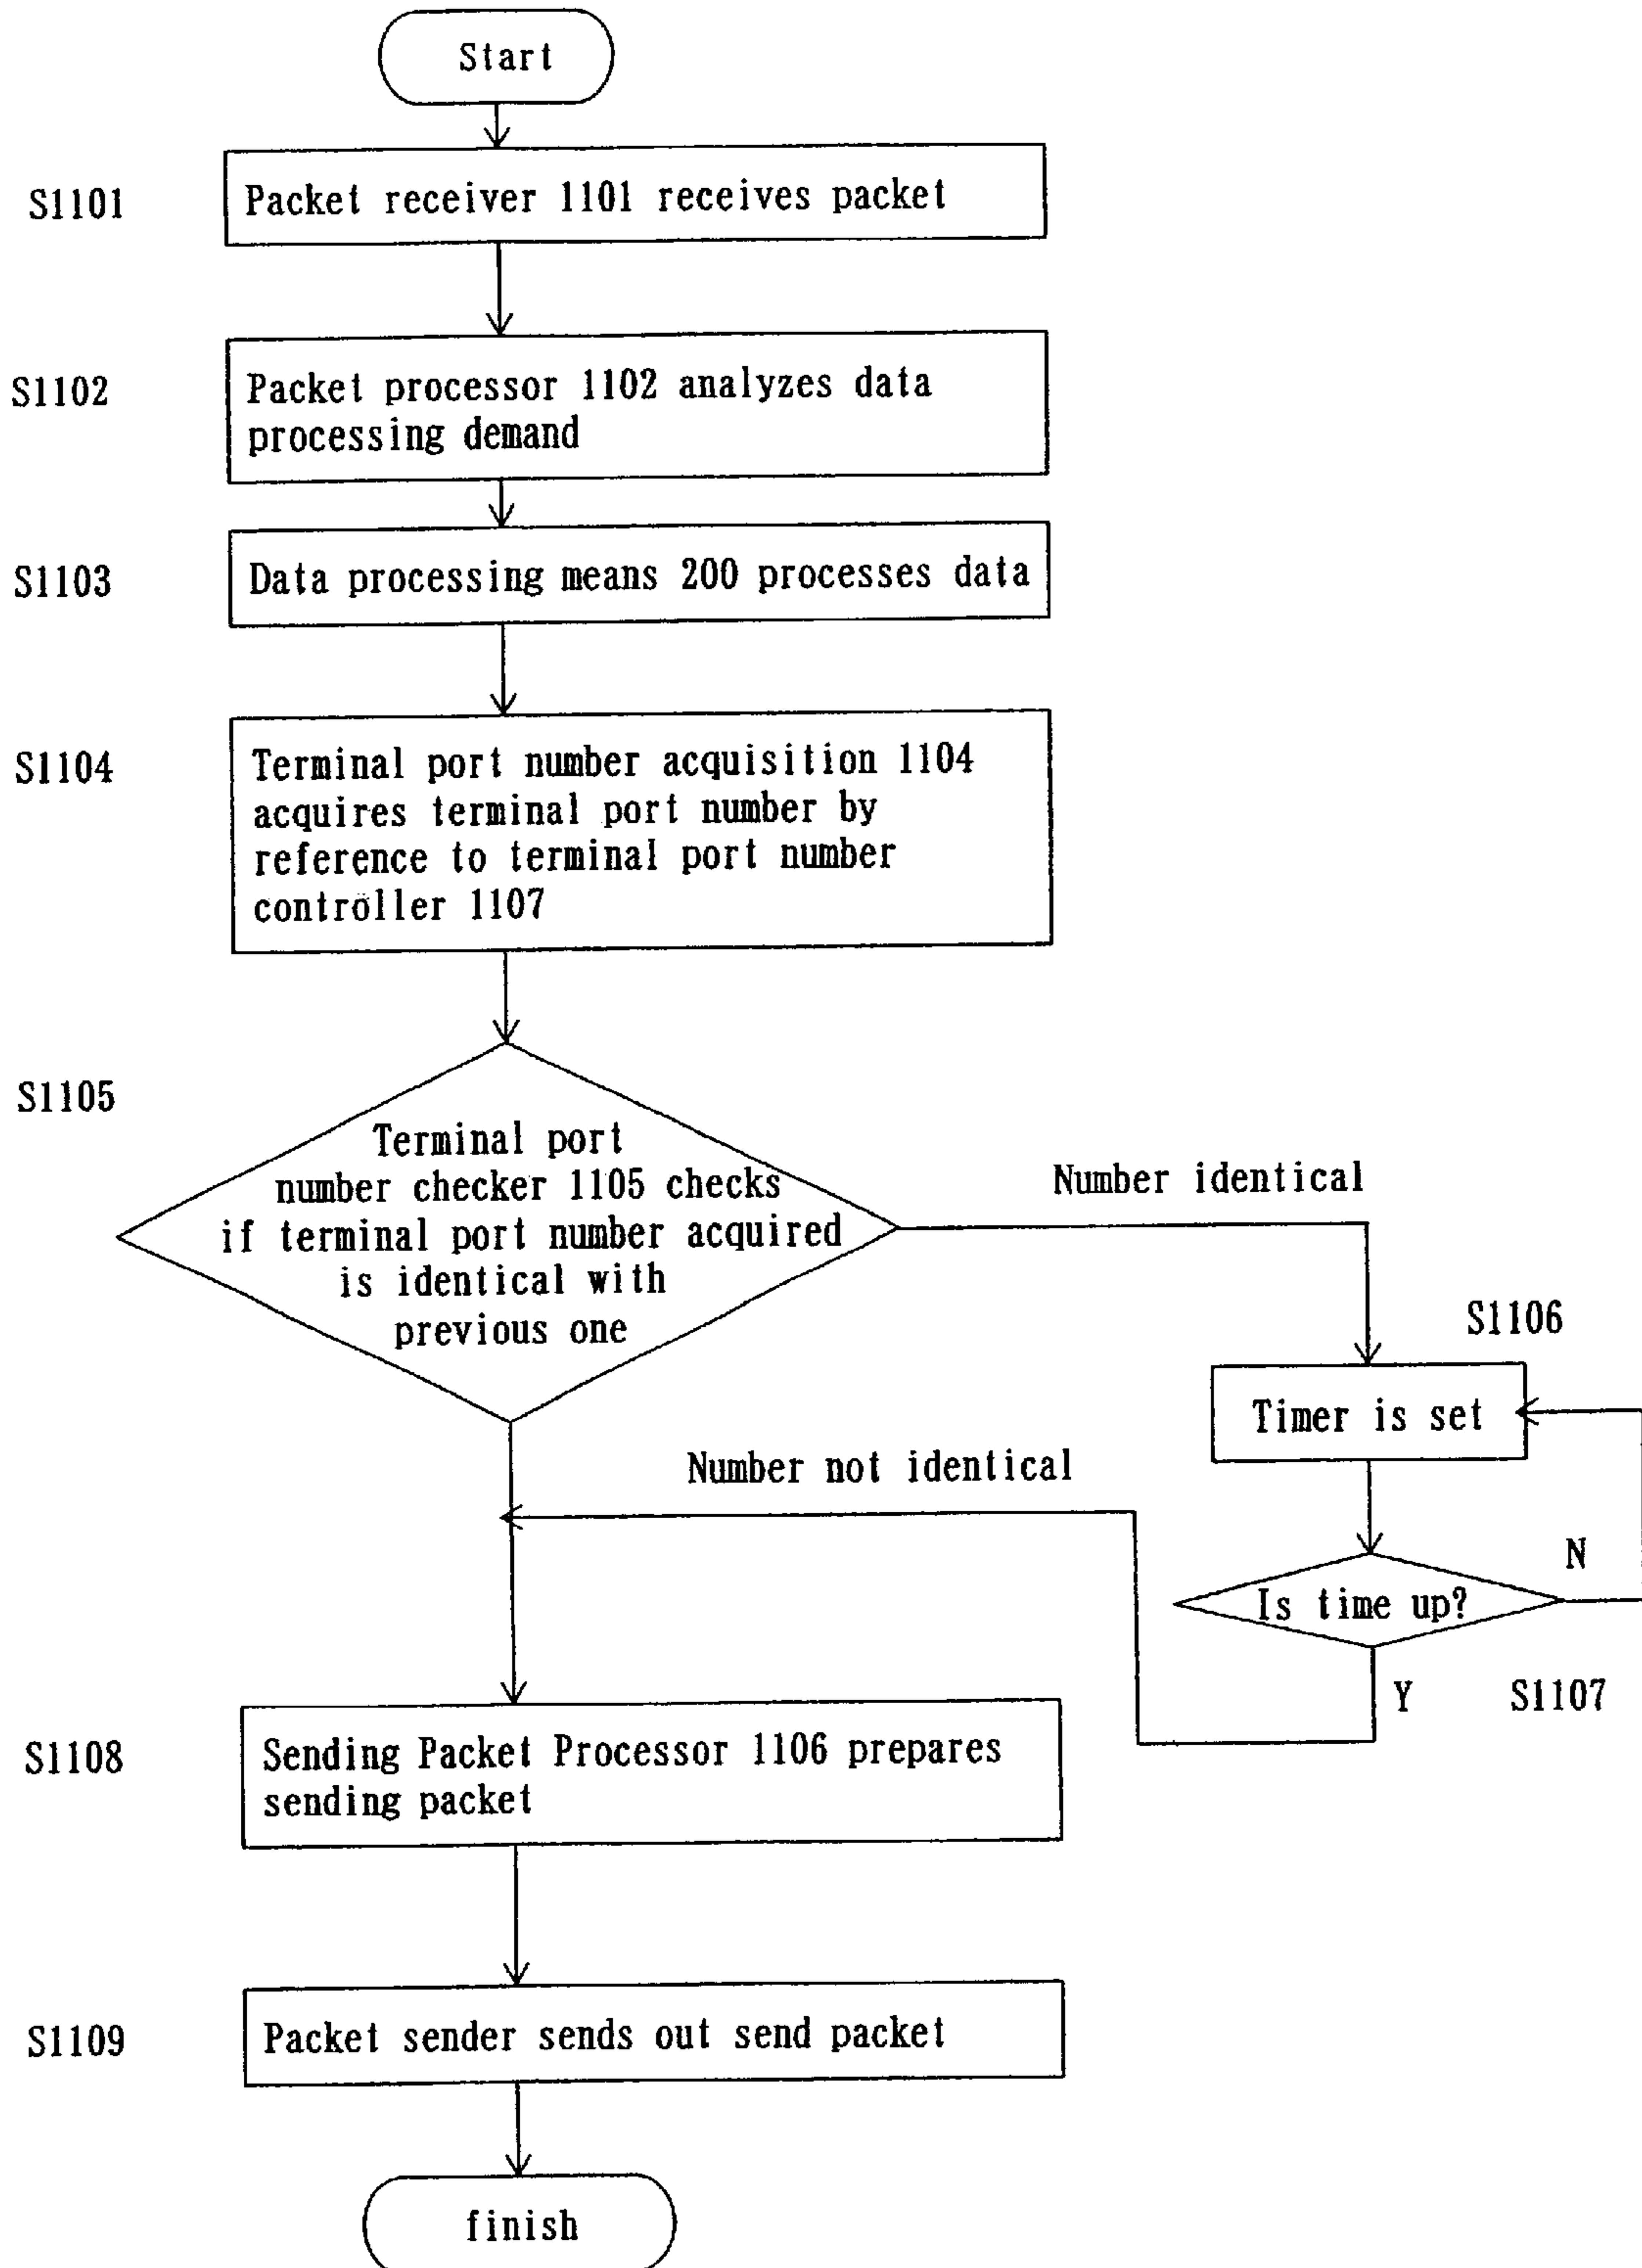 Start
S1101
Packet receiver 1101 receives packet
S1102
Packet processor 1102 analyzes data
processing demand
S1103
Data processing means 200 processes data
S1104
Terminal port number acquisition 1104
acquires terminal port number by
reference to terminal port number
controller 1107
S1105
Terminal port
number checker 1105 checks
if terminal port number acquired
is identical with
previous one
Number identical
S1106
Timer is set
Number not identical
N
Is time up?
Y
S1107
S1108
Sending Packet Processor 1106 prepares
sending packet
S1109
Packet sender sends out send packet
finish